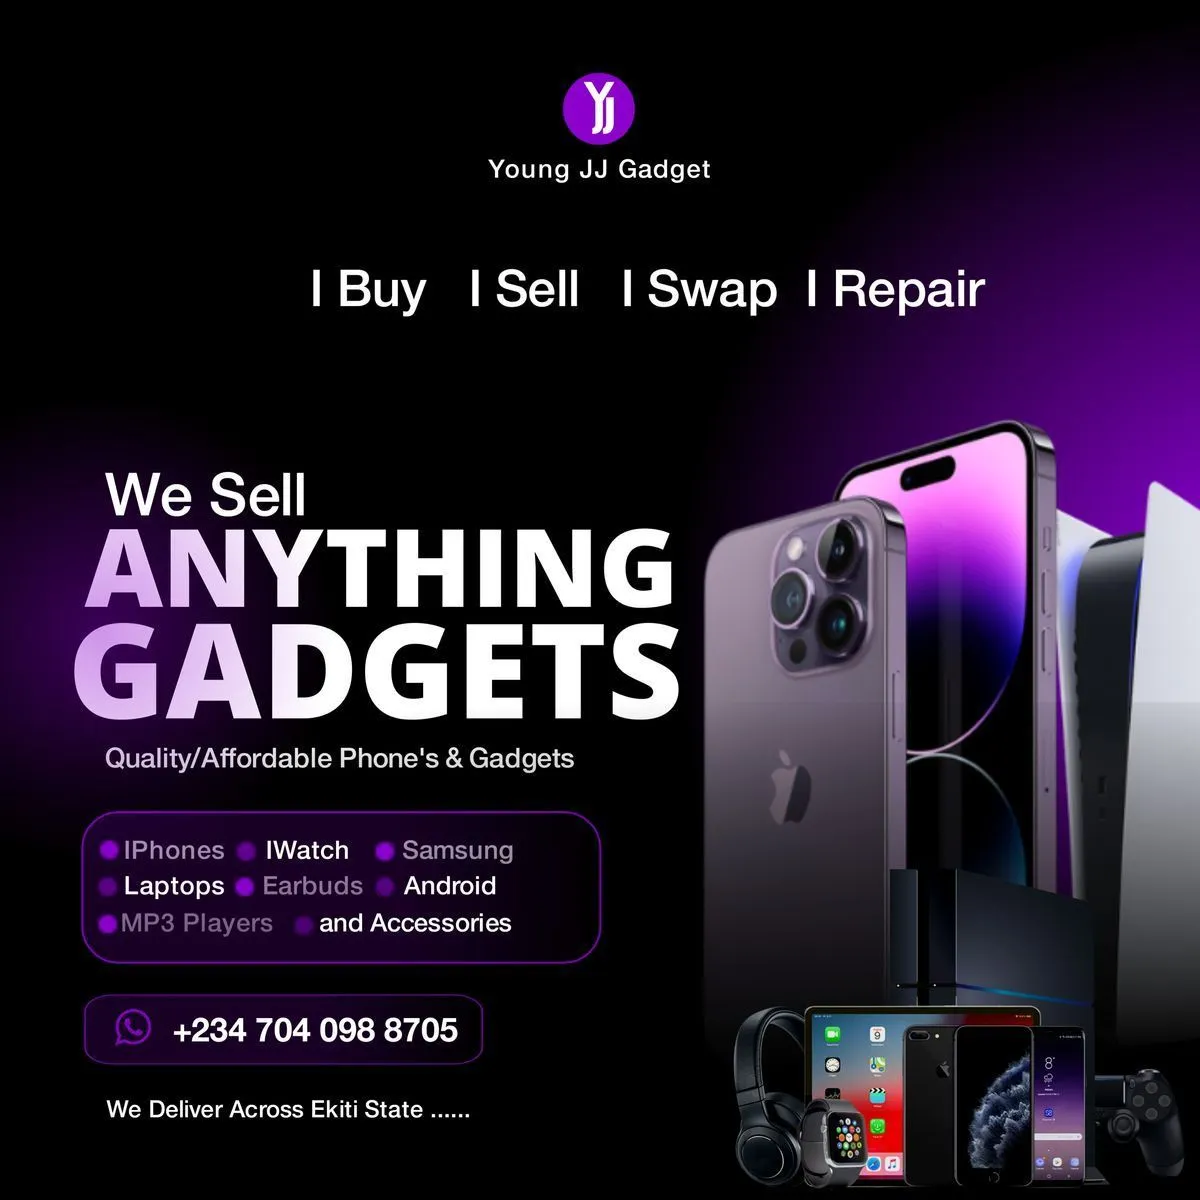 YJJ
Young JJ Gadget
I Buy I Sell I Swap I Repair
We Sell
ANYTHING
GADGETS
Quality/Affordable Phone's & Gadgets
IPhones IWatch Samsung
Laptops Earbuds Android
MP3 Players and Accessories
+234 704 098 8705
We Deliver Across Ekiti State ......